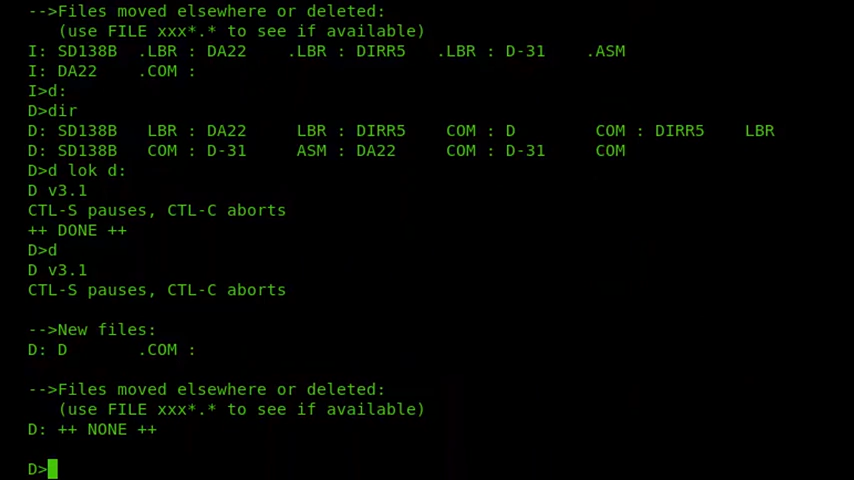 -->Files moved elsewhere or deleted:
   (use FILE xxx*.* to see if available)
I: SD138B  .LBR : DA22    .LBR : DIRR5   .LBR : D-31    .ASM
I: DA22    .COM :
I>d:
D>dir
D: SD138B   LBR : DA22     LBR : DIRR5    COM : D        COM : DIRR5    LBR
D: SD138B   COM : D-31     ASM : DA22     COM : D-31     COM
D>d lok d:
D v3.1
CTL-S pauses, CTL-C aborts
++ DONE ++
D>d
D v3.1
CTL-S pauses, CTL-C aborts
-->New files:
D: D       .COM :
-->Files moved elsewhere or deleted:
   (use FILE xxx*.* to see if available)
D: ++ NONE ++
D>